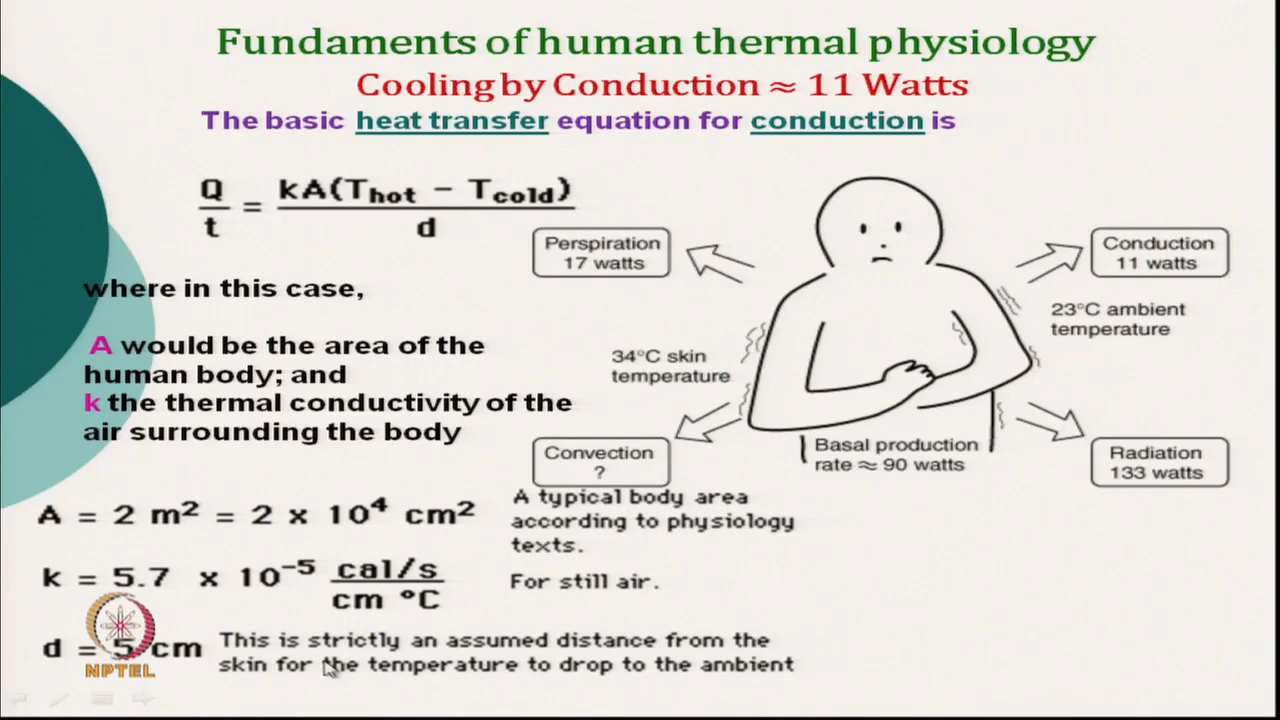 Fundaments of human thermal physiology
Cooling by Conduction ≈ 11 Watts
The basic heat transfer equation for conduction is
Q/t = kA(Thot - Tcold)/d
where in this case,
A would be the area of the
human body; and
k the thermal conductivity of the
air surrounding the body
Perspiration
17 watts
Conduction
11 watts
23°C ambient
temperature
34°C skin
temperature
Convection
?
Basal production
rate ≈ 90 watts
Radiation
133 watts
A = 2 m² = 2 x 10⁴ cm²
A typical body area
according to physiology
texts.
k = 5.7 x 10⁻⁵ cal/s / cm °C
For still air.
d = 5 cm
This is strictly an assumed distance from the
skin for the temperature to drop to the ambient
NPTEL